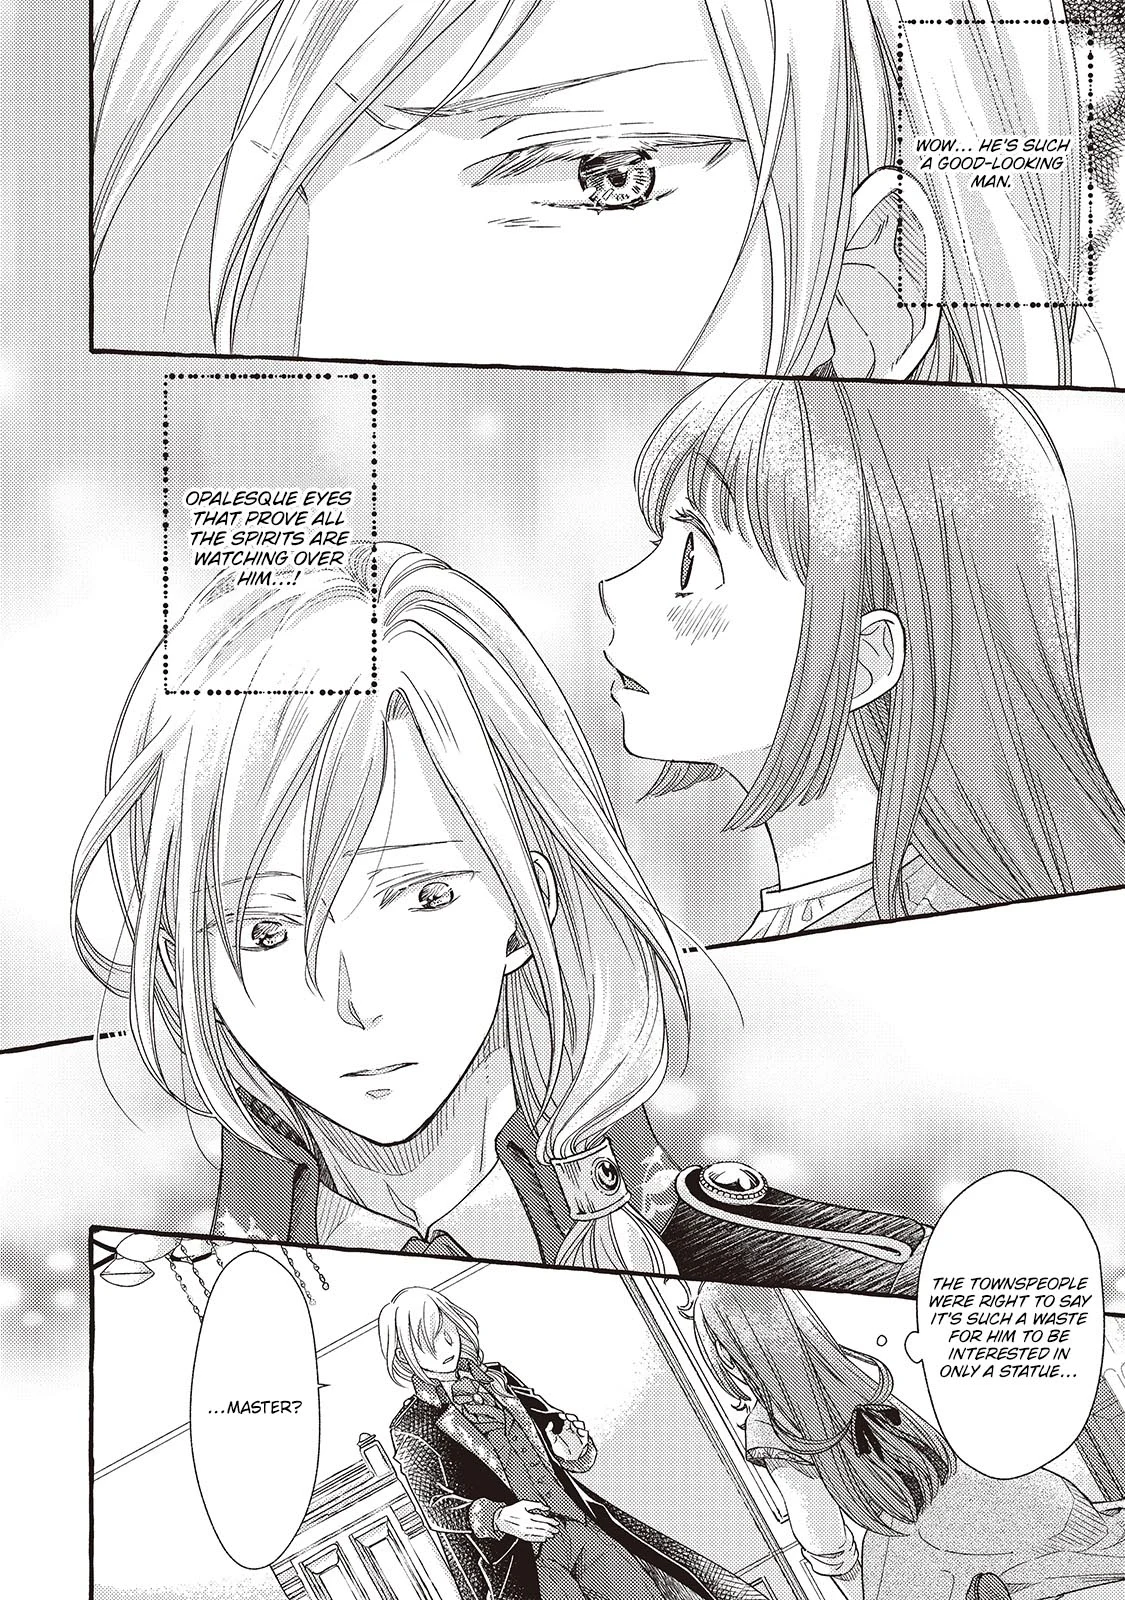 WOW... HE'S SUCH
A GOOD-LOOKING
MAN.
OPALESQUE EYES
THAT PROVE ALL
THE SPIRITS ARE
WATCHING OVER
HIM...!
THE TOWNSPEOPLE
WERE RIGHT TO SAY
IT'S SUCH A WASTE
FOR HIM TO BE
INTERESTED IN
ONLY A STATUE...
...MASTER?